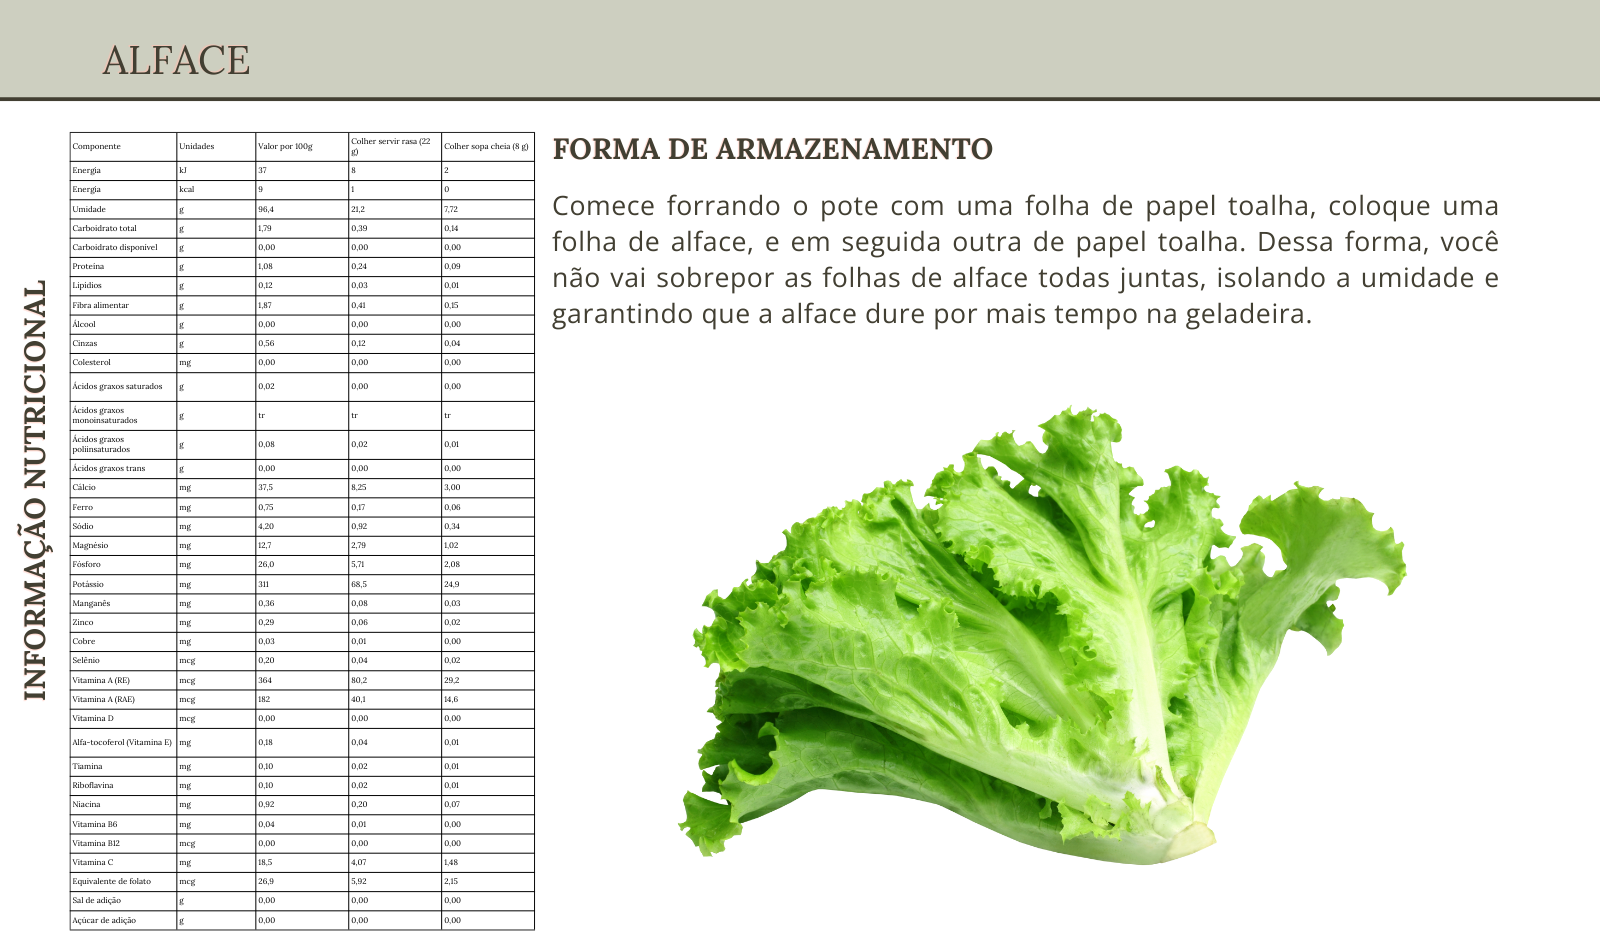 ALFACE
INFORMAÇÃO NUTRICIONAL
Componente Unidades Valor por 100g Colher servir rasa (22 g) Colher sopa cheia (8 g)
Energia kJ 37 8 2
Energia kcal 9 1 0
Umidade g 96,4 21,2 7,72
Carboidrato total g 1,79 0,39 0,14
Carboidrato disponível g 0,00 0,00 0,00
Proteína g 1,08 0,24 0,09
Lipídios g 0,12 0,03 0,01
Fibra alimentar g 1,87 0,41 0,15
Álcool g 0,00 0,00 0,00
Cinzas g 0,56 0,12 0,04
Colesterol mg 0,00 0,00 0,00
Ácidos graxos saturados g 0,02 0,00 0,00
Ácidos graxos monoinsaturados g tr tr tr
Ácidos graxos poliinsaturados g 0,08 0,02 0,01
Ácidos graxos trans g 0,00 0,00 0,00
Cálcio mg 37,5 8,25 3,00
Ferro mg 0,75 0,17 0,06
Sódio mg 4,20 0,92 0,34
Magnésio mg 12,7 2,79 1,02
Fósforo mg 26,0 5,71 2,08
Potássio mg 311 68,5 24,9
Manganês mg 0,36 0,08 0,03
Zinco mg 0,29 0,06 0,02
Cobre mg 0,03 0,01 0,00
Selênio mcg 0,20 0,04 0,02
Vitamina A (RE) mcg 364 80,2 29,2
Vitamina A (RAE) mcg 182 40,1 14,6
Vitamina D mcg 0,00 0,00 0,00
Alfa-tocoferol (Vitamina E) mg 0,18 0,04 0,01
Tiamina mg 0,10 0,02 0,01
Riboflavina mg 0,10 0,02 0,01
Niacina mg 0,92 0,20 0,07
Vitamina B6 mg 0,04 0,01 0,00
Vitamina B12 mcg 0,00 0,00 0,00
Vitamina C mg 18,5 4,07 1,48
Equivalente de folato mcg 26,9 5,92 2,15
Sal de adição g 0,00 0,00 0,00
Açúcar de adição g 0,00 0,00 0,00
FORMA DE ARMAZENAMENTO
Comece forrando o pote com uma folha de papel toalha, coloque uma
folha de alface, e em seguida outra de papel toalha. Dessa forma, você
não vai sobrepor as folhas de alface todas juntas, isolando a umidade e
garantindo que a alface dure por mais tempo na geladeira.